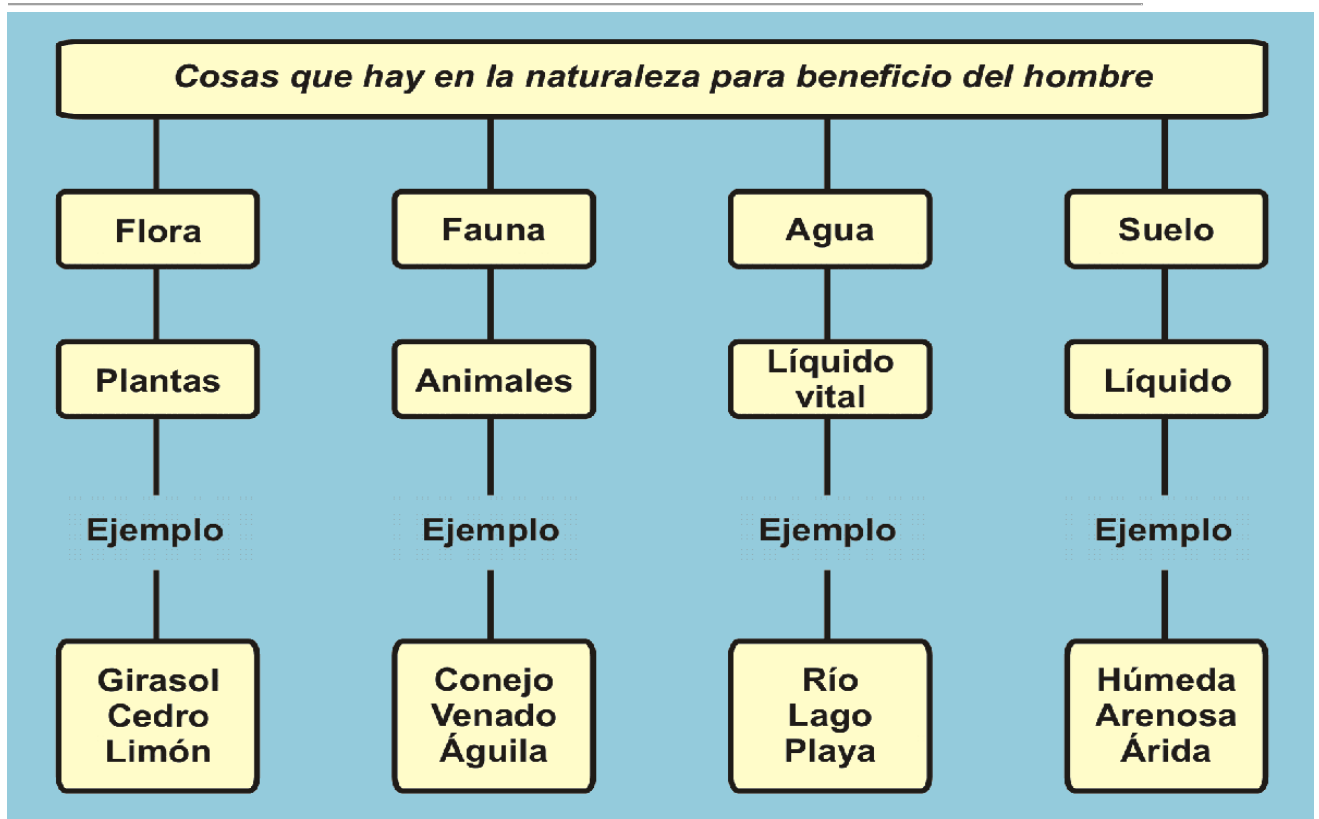 Cosas que hay en la naturaleza para beneficio del hombre
Flora
Fauna
Agua
Suelo
Plantas
Animales
Líquido
vital
Líquido
Ejemplo
Ejemplo
Ejemplo
Ejemplo
Girasol
Cedro
Limón
Conejo
Venado
Águila
Río
Lago
Playa
Húmeda
Arenosa
Árida